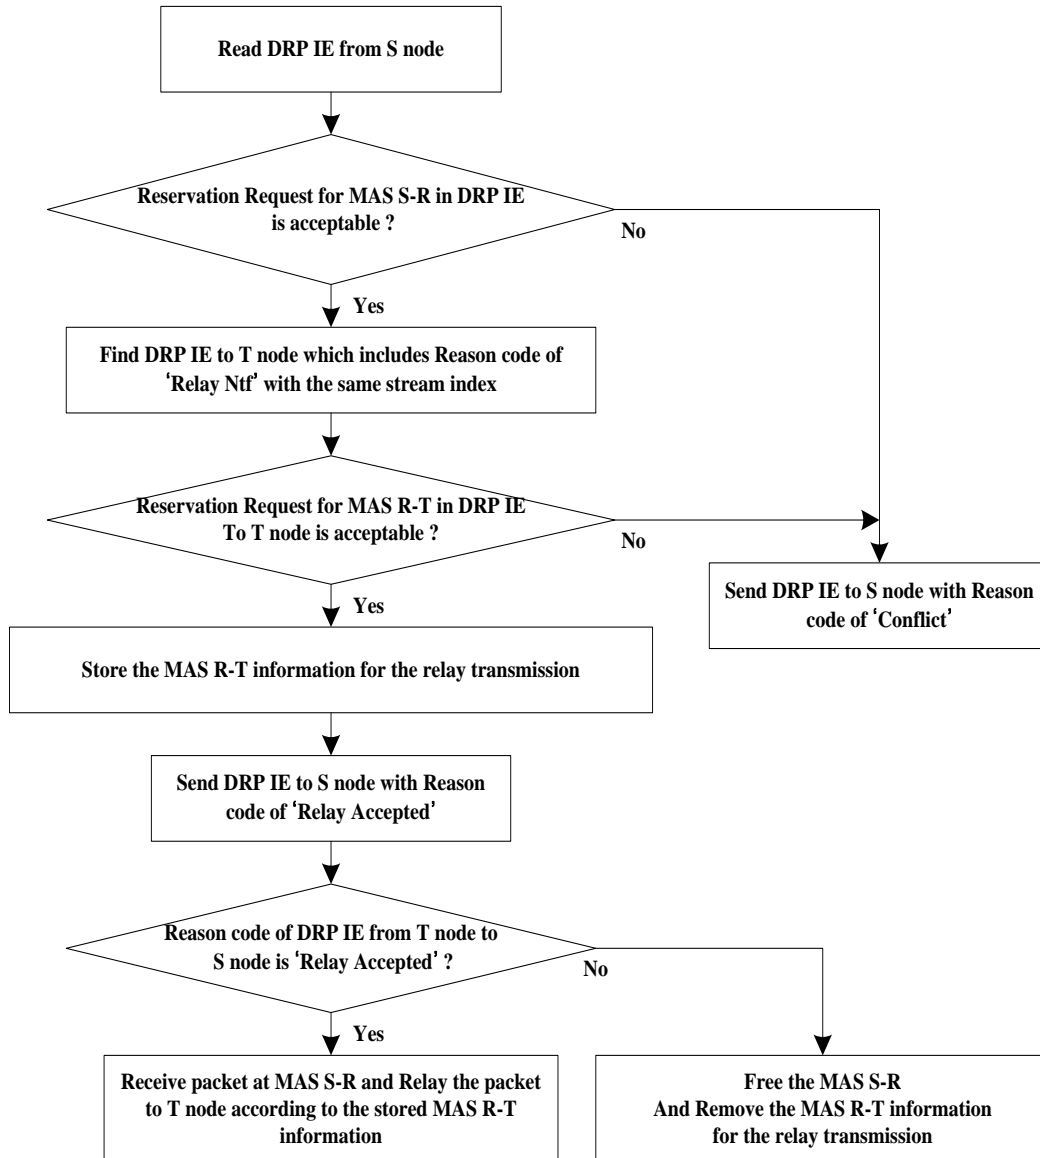 Read DRP IE from S node
Reservation Request for MAS S-R in DRP IE
is acceptable ?
No
Yes
Find DRP IE to T node which includes Reason code of
‘Relay Ntf’ with the same stream index
Reservation Request for MAS R-T in DRP IE
To T node is acceptable ?
No
Yes
Send DRP IE to S node with Reason
code of ‘Conflict’
Store the MAS R-T information for the relay transmission
Send DRP IE to S node with Reason
code of ‘Relay Accepted’
Reason code of DRP IE from T node to
S node is ‘Relay Accepted’ ?
No
Yes
Receive packet at MAS S-R and Relay the packet
to T node according to the stored MAS R-T
information
Free the MAS S-R
And Remove the MAS R-T information
for the relay transmission